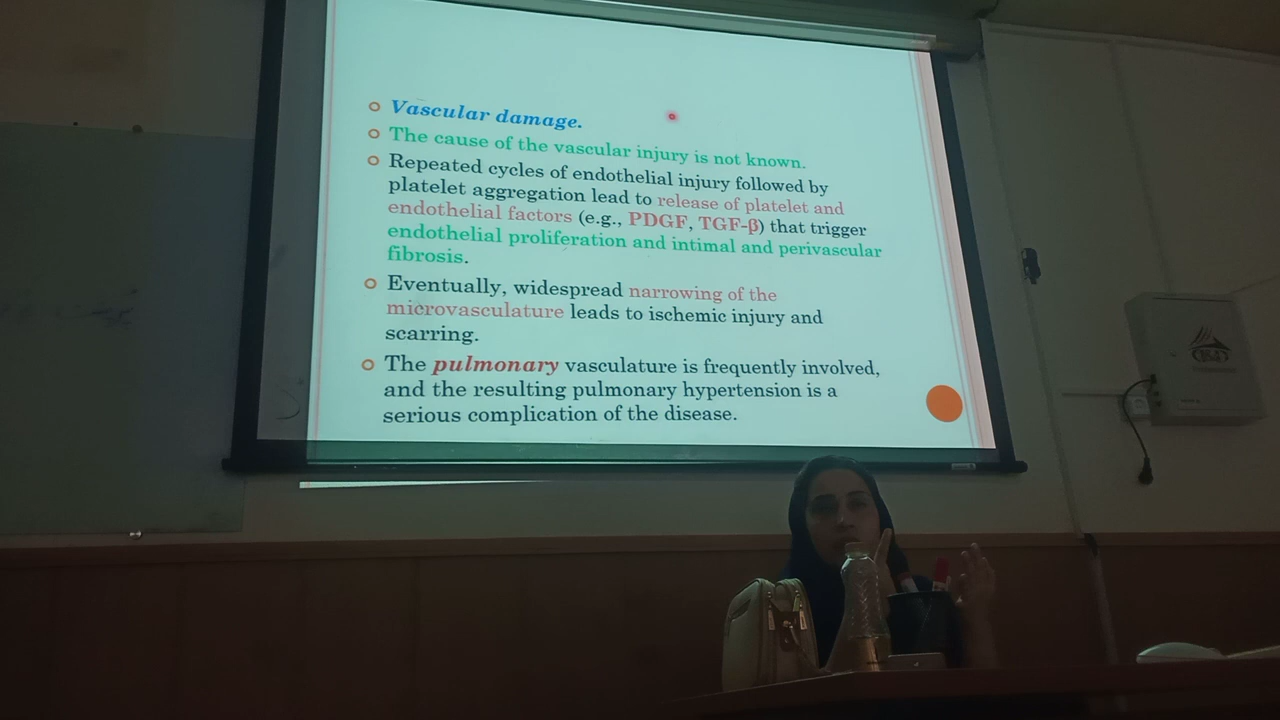 Vascular damage.
The cause of the vascular injury is not known.
Repeated cycles of endothelial injury followed by
platelet aggregation lead to release of platelet and
endothelial factors (e.g., PDGF, TGF-β) that trigger
endothelial proliferation and intimal and perivascular
fibrosis.
Eventually, widespread narrowing of the
microvasculature leads to ischemic injury and
scarring.
The pulmonary vasculature is frequently involved,
and the resulting pulmonary hypertension is a
serious complication of the disease.